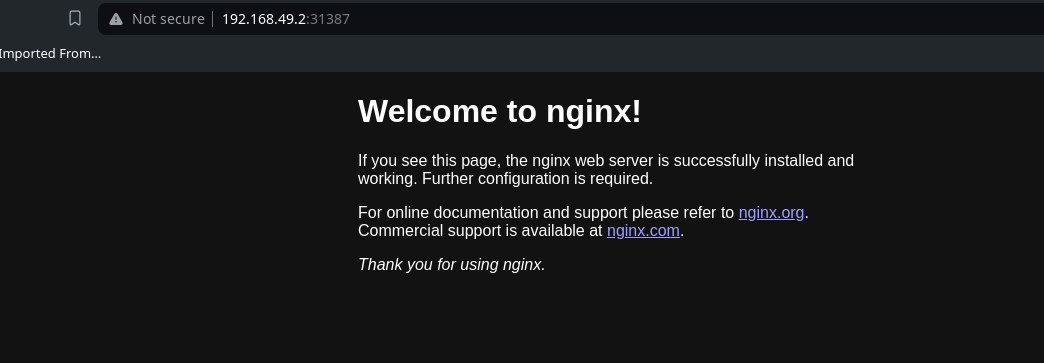 Not secure 192.168.49.2:31387
Imported From...
Welcome to nginx!
If you see this page, the nginx web server is successfully installed and
working. Further configuration is required.
For online documentation and support please refer to nginx.org.
Commercial support is available at nginx.com.
Thank you for using nginx.